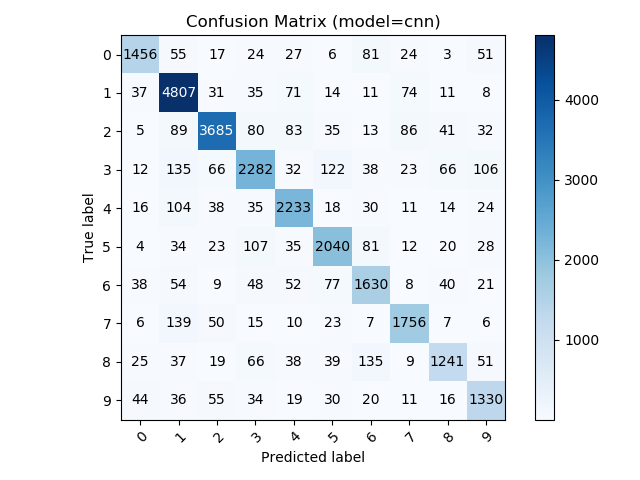 Confusion Matrix (model=cnn)
0 1456 55 17 24 27 6 81 24 3 51
1 37 4807 31 35 71 14 11 74 11 8
2 5 89 3685 80 83 35 13 86 41 32
3 12 135 66 2282 32 122 38 23 66 106
4 16 104 38 35 2233 18 30 11 14 24
5 4 34 23 107 35 2040 81 12 20 28
6 38 54 9 48 52 77 1630 8 40 21
7 6 139 50 15 10 23 7 1756 7 6
8 25 37 19 66 38 39 135 9 1241 51
9 44 36 55 34 19 30 20 11 16 1330
0 1 2 3 4 5 6 7 8 9
Predicted label
True label
4000
3000
2000
1000